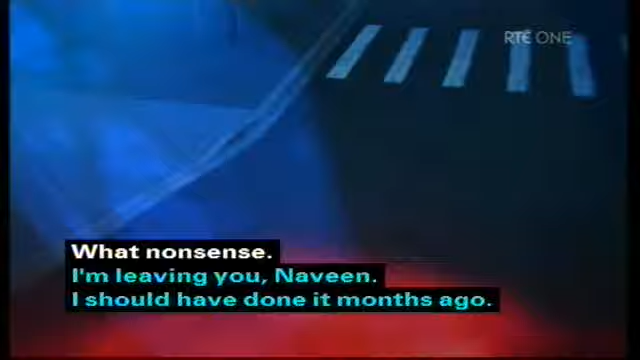 RTÉ ONE
What nonsense.
I'm leaving you, Naveen.
I should have done it months ago.